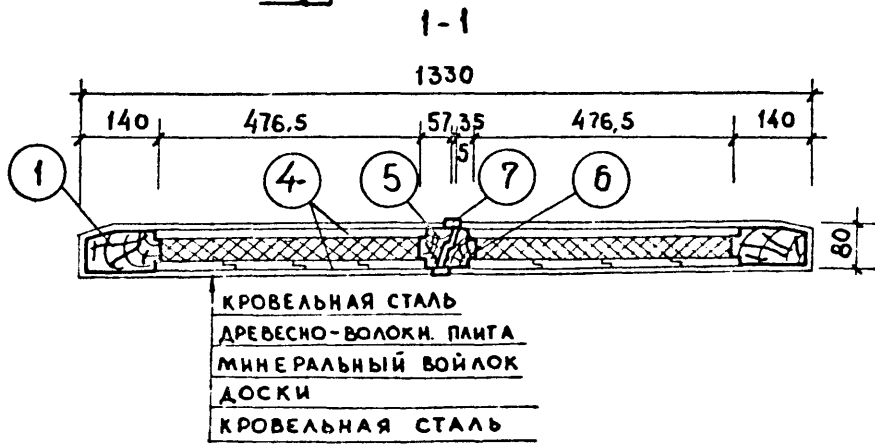 1-1
1330
140 476,5 57,35 476,5 140
5
1 4 5 7 6
80
КРОВЕЛЬНАЯ СТАЛЬ
ДРЕВЕСНО-ВОЛОКН. ПЛИТА
МИНЕРАЛЬНЫЙ ВОЙЛОК
ДОСКИ
КРОВЕЛЬНАЯ СТАЛЬ